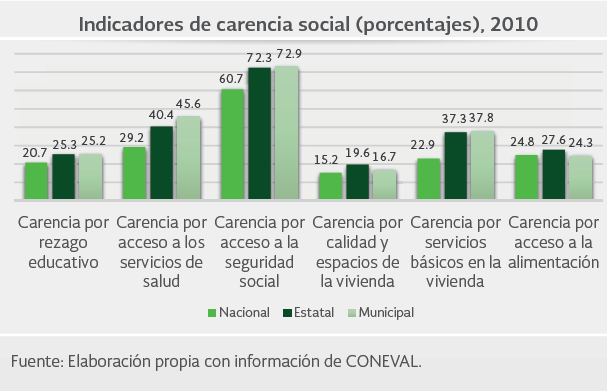 Indicadores de carencia social (porcentajes), 2010
20.7 25.3 25.2
29.2 40.4 45.6
60.7 72.3 72.9
15.2 19.6 16.7
22.9 37.3 37.8
24.8 27.6 24.3
Carencia por
rezago
educativo
Carencia por
acceso a los
servicios de
salud
Carencia por
acceso a la
seguridad
social
Carencia por
calidad y
espacios de
la vivienda
Carencia por
servicios
básicos en la
vivienda
Carencia por
acceso a la
alimentación
Nacional Estatal Municipal
Fuente: Elaboración propia con información de CONEVAL.